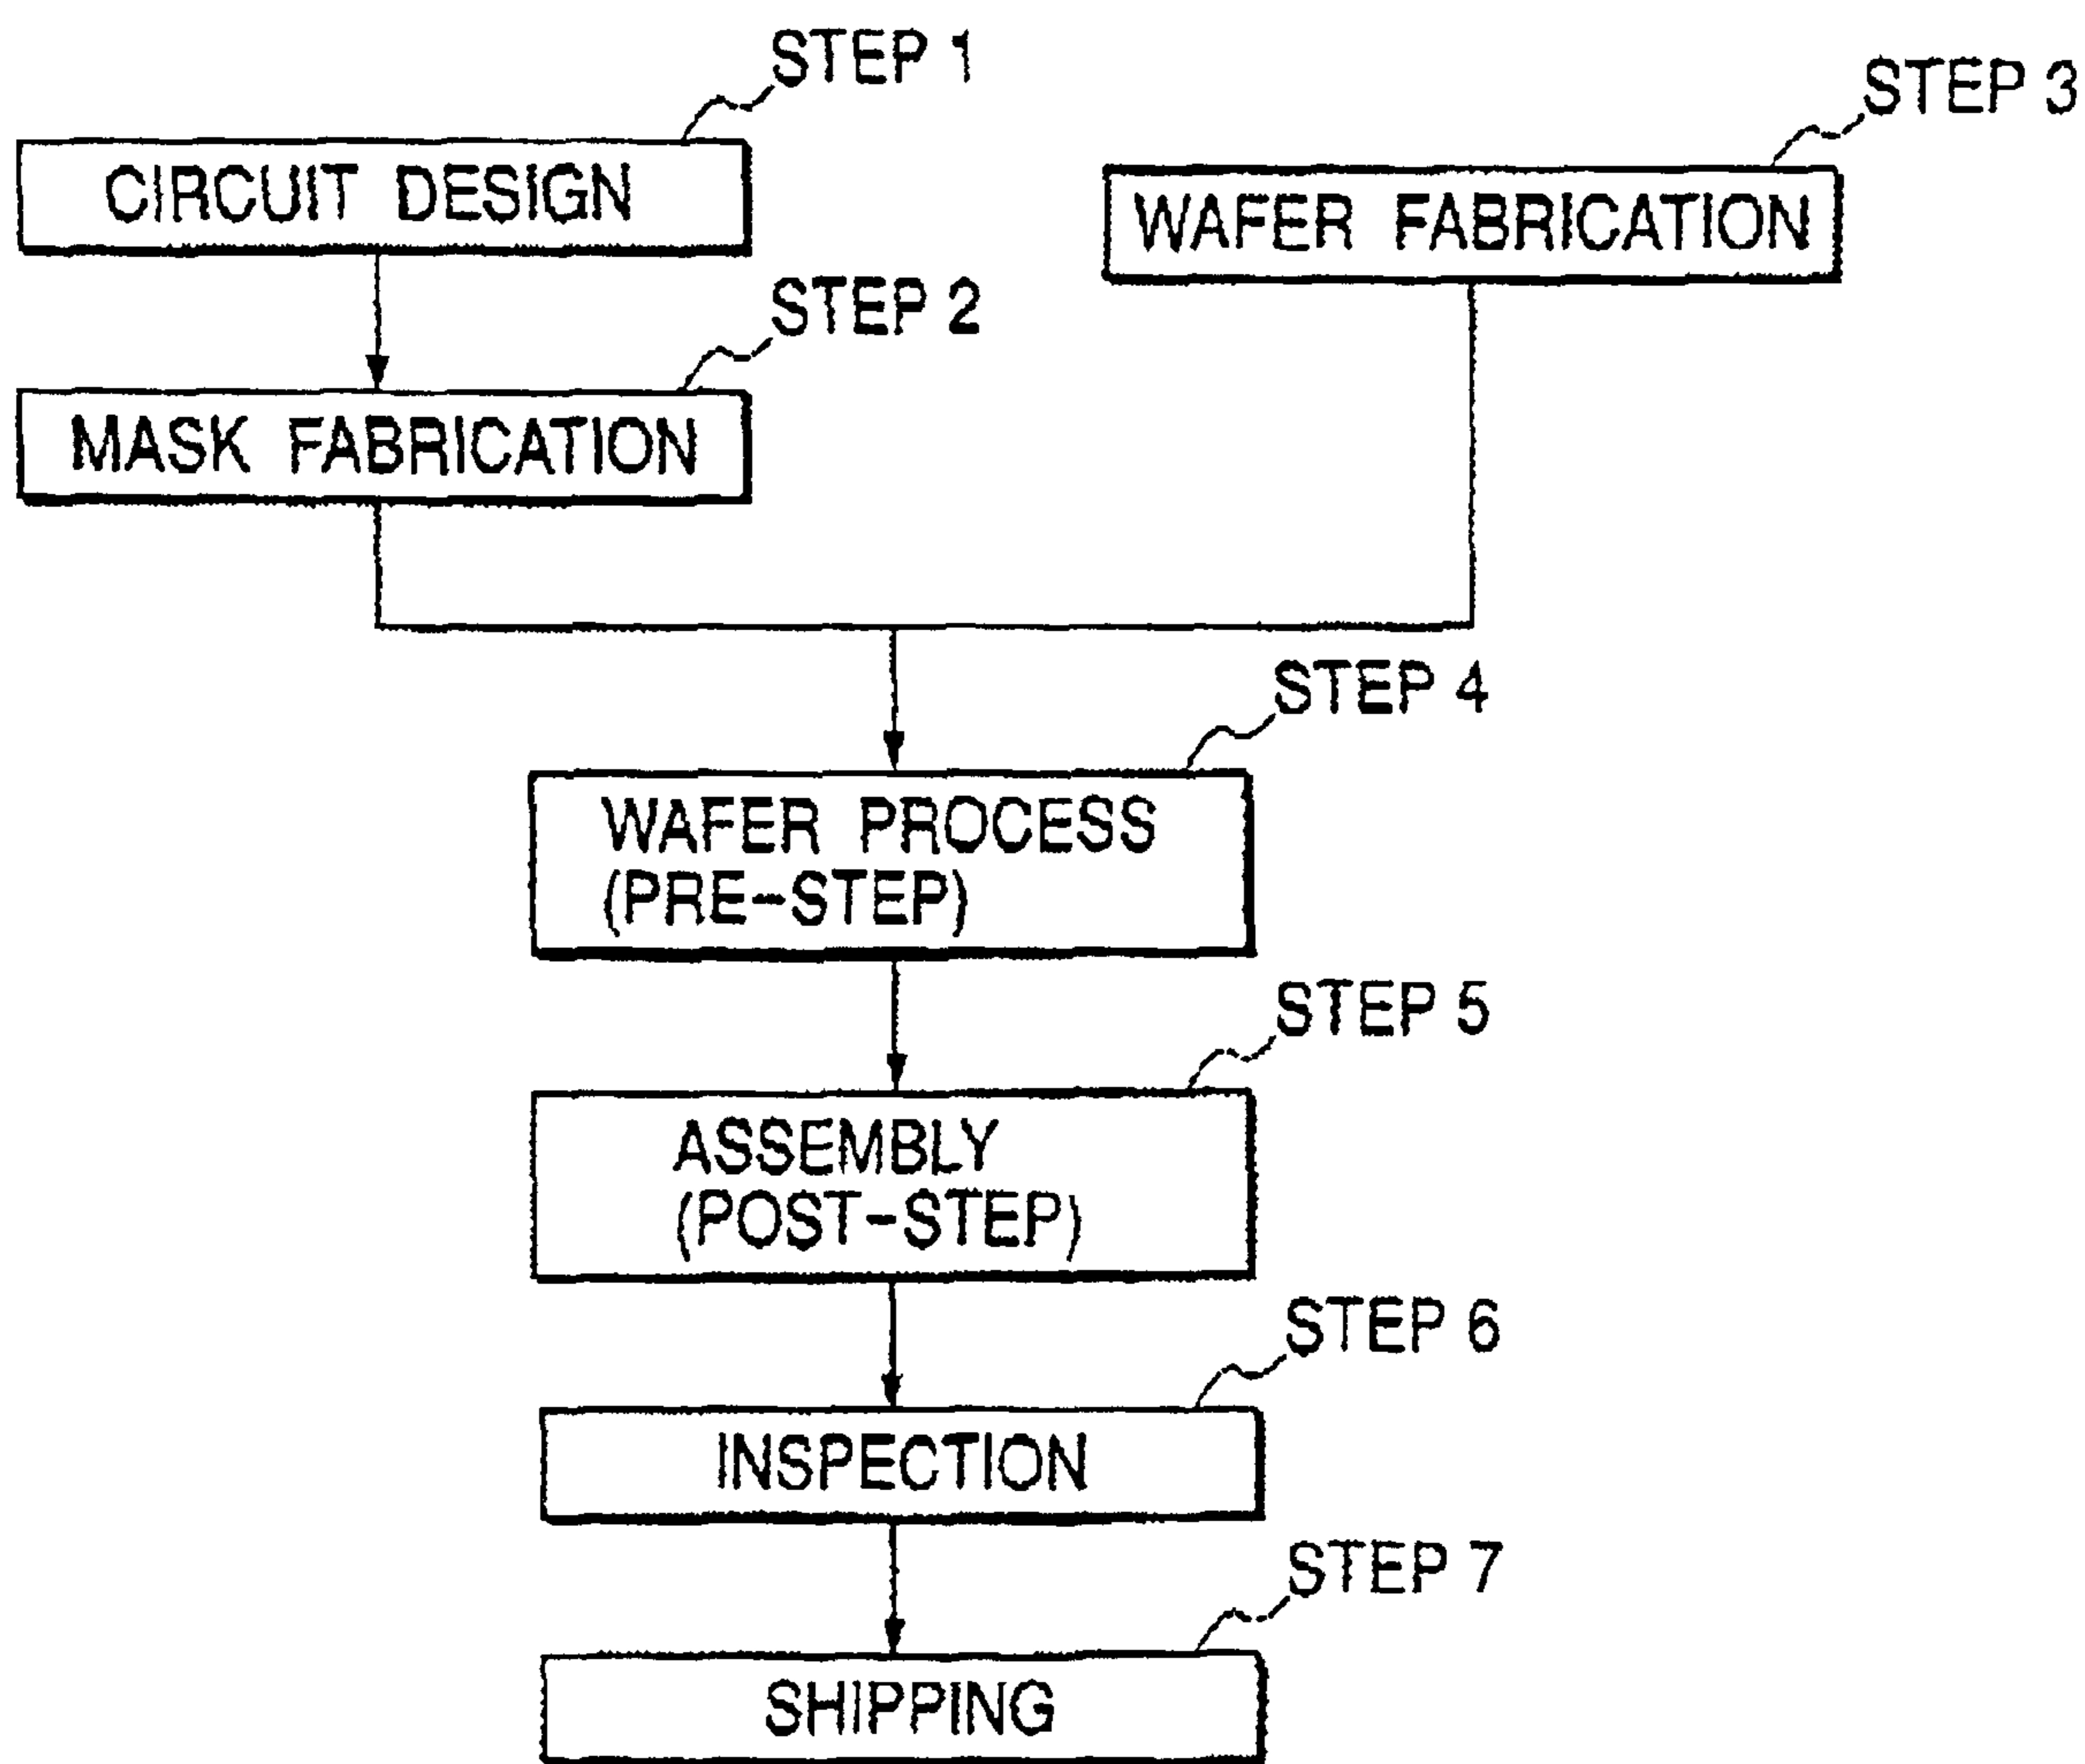 STEP 1
CIRCUIT DESIGN
STEP 3
WAFER FABRICATION
STEP 2
MASK FABRICATION
STEP 4
WAFER PROCESS
(PRE-STEP)
STEP 5
ASSEMBLY
(POST-STEP)
STEP 6
INSPECTION
STEP 7
SHIPPING